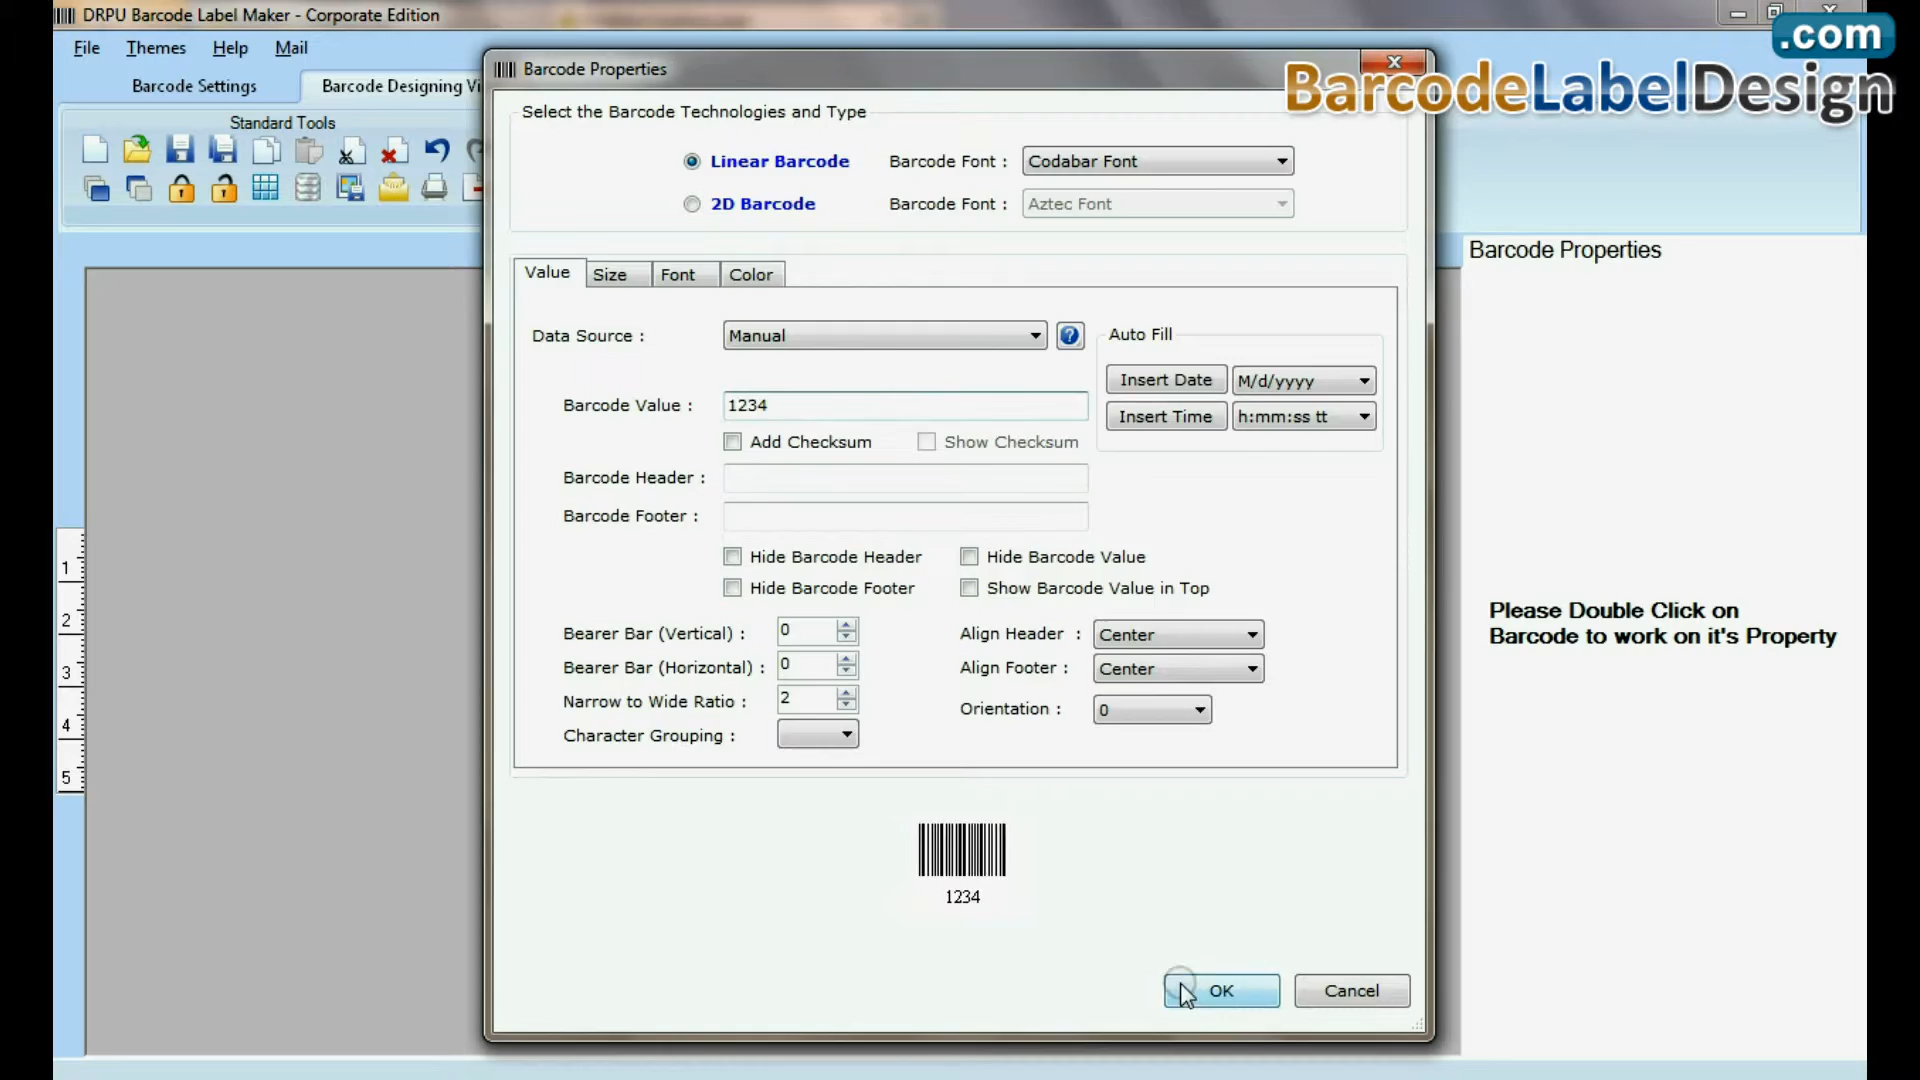 DRPU Barcode Label Maker - Corporate Edition
.com
BarcodeLabelDesign
File Themes Help Mail
Barcode Settings Barcode Designing Vi
Standard Tools
Barcode Properties
Select the Barcode Technologies and Type
Linear Barcode Barcode Font : Codabar Font
2D Barcode Barcode Font : Aztec Font
Value Size Font Color
Data Source : Manual ?
Auto Fill
Insert Date M/d/yyyy
Insert Time h:mm:ss tt
Barcode Value : 1234
Add Checksum Show Checksum
Barcode Header :
Barcode Footer :
Hide Barcode Header Hide Barcode Value
Hide Barcode Footer Show Barcode Value in Top
Bearer Bar (Vertical) : 0 Align Header : Center
Bearer Bar (Horizontal) : 0 Align Footer : Center
Narrow to Wide Ratio : 2 Orientation : 0
Character Grouping :
1234
OK Cancel
1
2
3
4
5
Barcode Properties
Please Double Click on
Barcode to work on it's Property